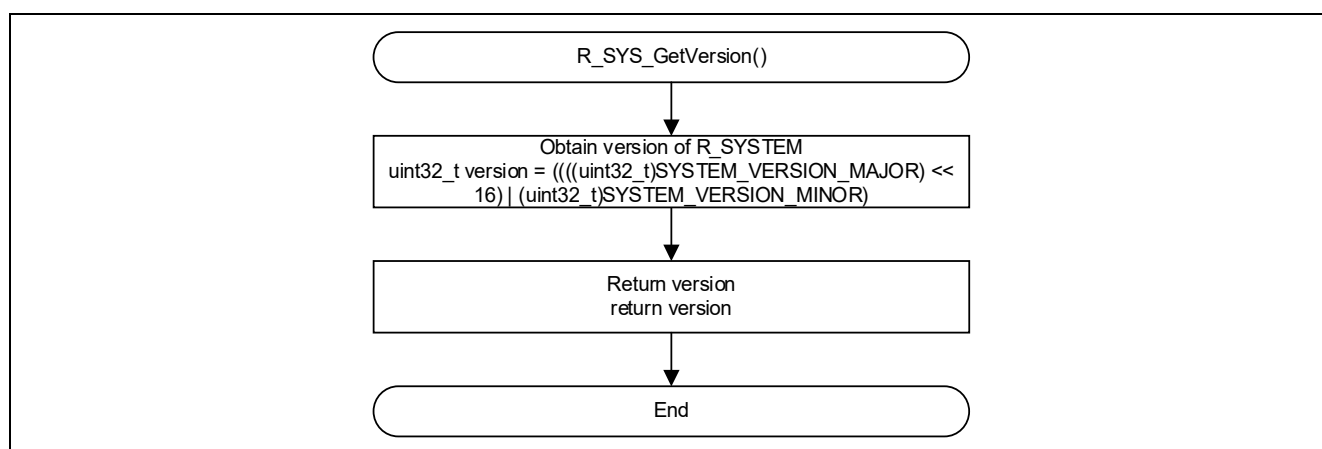 R_SYS_GetVersion()
Obtain version of R_SYSTEM
uint32_t version = ((((uint32_t)SYSTEM_VERSION_MAJOR) <<
16) | (uint32_t)SYSTEM_VERSION_MINOR)
Return version
return version
End